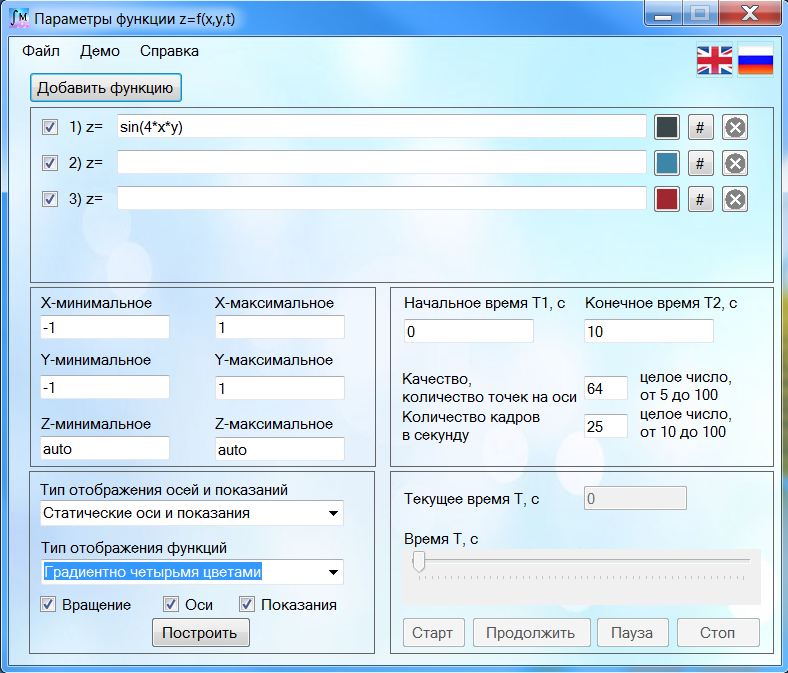 Параметры функции z=f(x,y,t)
Файл Демо Справка
Добавить функцию
1) z= sin(4*x*y) #
2) z= #
3) z= #
X-минимальное X-максимальное
-1 1
Y-минимальное Y-максимальное
-1 1
Z-минимальное Z-максимальное
auto auto
Начальное время T1, с Конечное время T2, с
0 10
Качество,
количество точек на оси 64 целое число,
от 5 до 100
Количество кадров
в секунду 25 целое число,
от 10 до 100
Тип отображения осей и показаний
Статические оси и показания
Тип отображения функций
Градиентно четырьмя цветами
Вращение Оси Показания
Построить
Текущее время T, с 0
Время T, с
Старт Продолжить Пауза Стоп